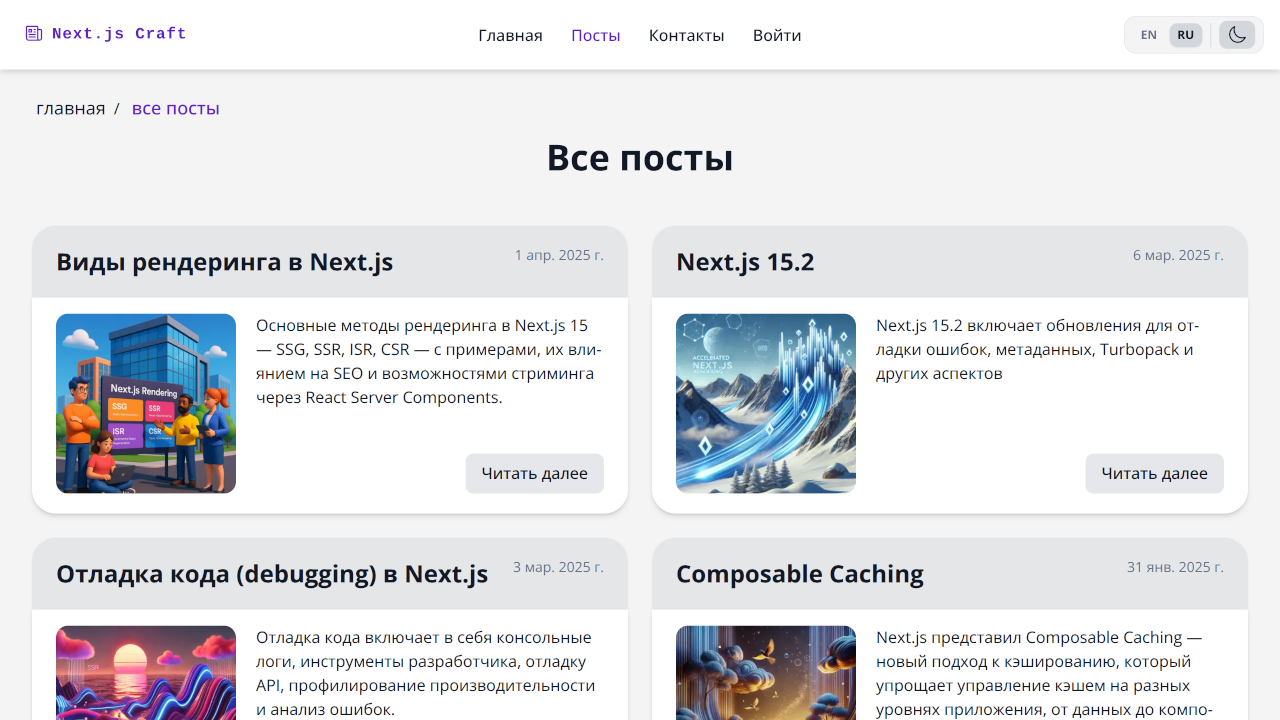 Next.js Craft
Главная
Посты
Контакты
Войти
EN
RU
главная / все посты
Все посты
Виды рендеринга в Next.js
1 апр. 2025 г.
Next.js Rendering
SSG
SSR
ISR
CSR
Основные методы рендеринга в Next.js 15
— SSG, SSR, ISR, CSR — с примерами, их вли-
янием на SEO и возможностями стриминга
через React Server Components.
Читать далее
Next.js 15.2
6 мар. 2025 г.
ACCELERATED
NEXT.JS
Next.js 15.2 включает обновления для от-
ладки ошибок, метаданных, Turbopack и
других аспектов
Читать далее
Отладка кода (debugging) в Next.js
3 мар. 2025 г.
SSR
Отладка кода включает в себя консольные
логи, инструменты разработчика, отладку
API, профилирование производительности
и анализ ошибок.
Composable Caching
31 янв. 2025 г.
Next.js представил Composable Caching —
новый подход к кэшированию, который
упрощает управление кэшем на разных
уровнях приложения, от данных до компо-